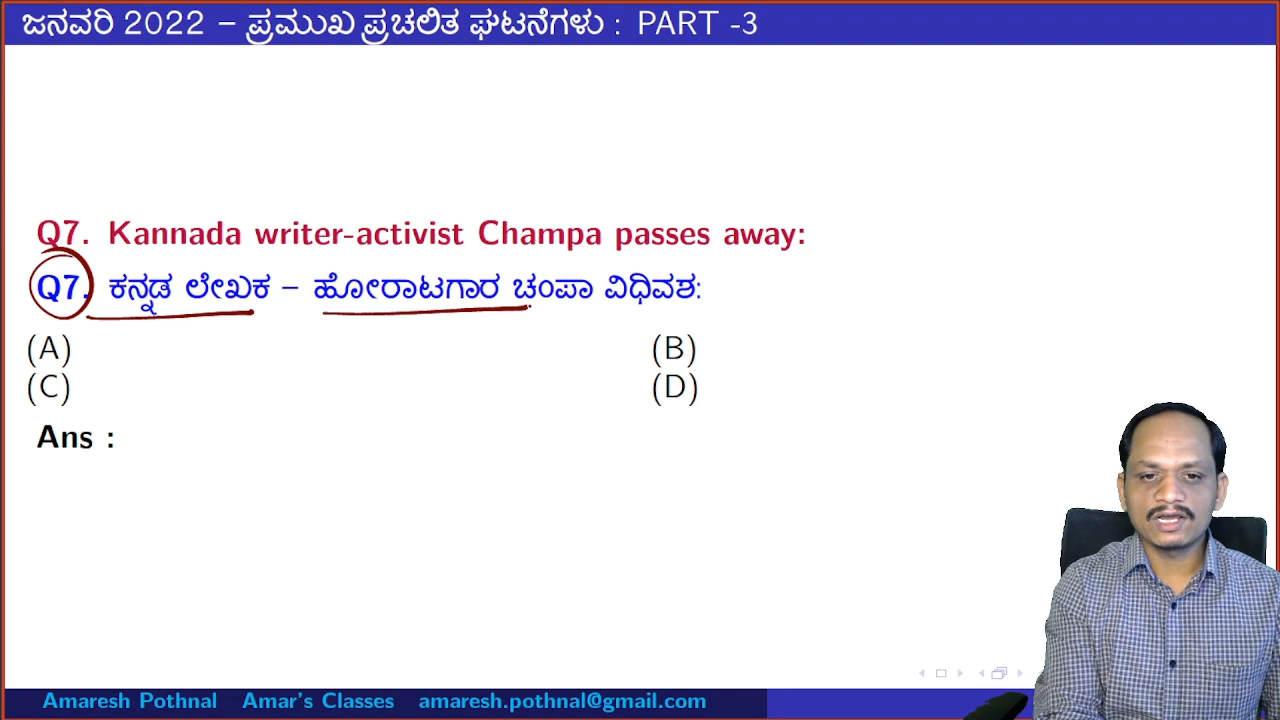 ಜನವರಿ 2022 – ಪ್ರಮುಖ ಪ್ರಚಲಿತ ಘಟನೆಗಳು : PART -3
Q7. Kannada writer-activist Champa passes away:
Q7. ಕನ್ನಡ ಲೇಖಕ – ಹೋರಾಟಗಾರ ಚಂಪಾ ವಿಧಿವಶ:
(A) (B)
(C) (D)
Ans :
Amaresh Pothnal Amar's Classes amaresh.pothnal@gmail.com